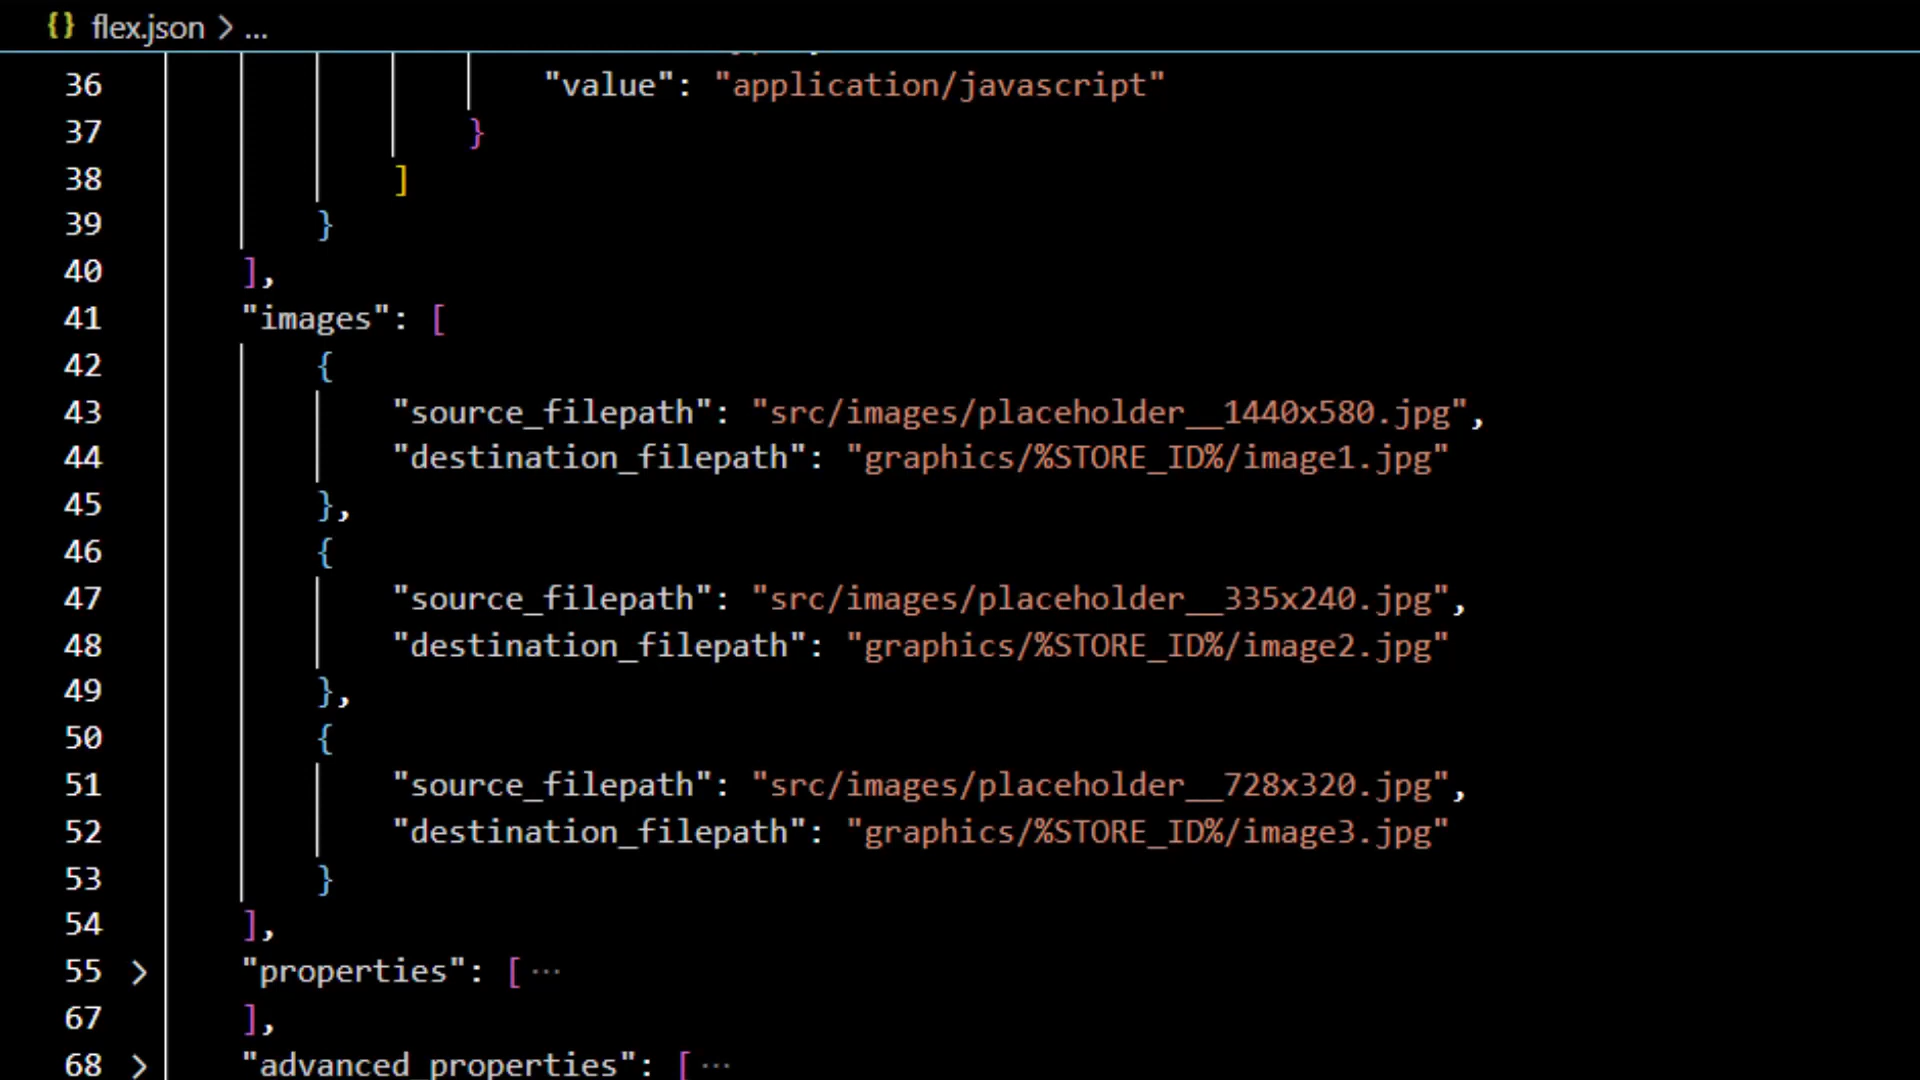 {} flex.json > ...
36 "value": "application/javascript"
37 }
38 ]
39 }
40 ],
41 "images": [
42 {
43 "source_filepath": "src/images/placeholder__1440x580.jpg",
44 "destination_filepath": "graphics/%STORE_ID%/image1.jpg"
45 },
46 {
47 "source_filepath": "src/images/placeholder__335x240.jpg",
48 "destination_filepath": "graphics/%STORE_ID%/image2.jpg"
49 },
50 {
51 "source_filepath": "src/images/placeholder__728x320.jpg",
52 "destination_filepath": "graphics/%STORE_ID%/image3.jpg"
53 }
54 ],
55 > "properties": [ ...
67 ],
68 > "advanced_properties": [ ...